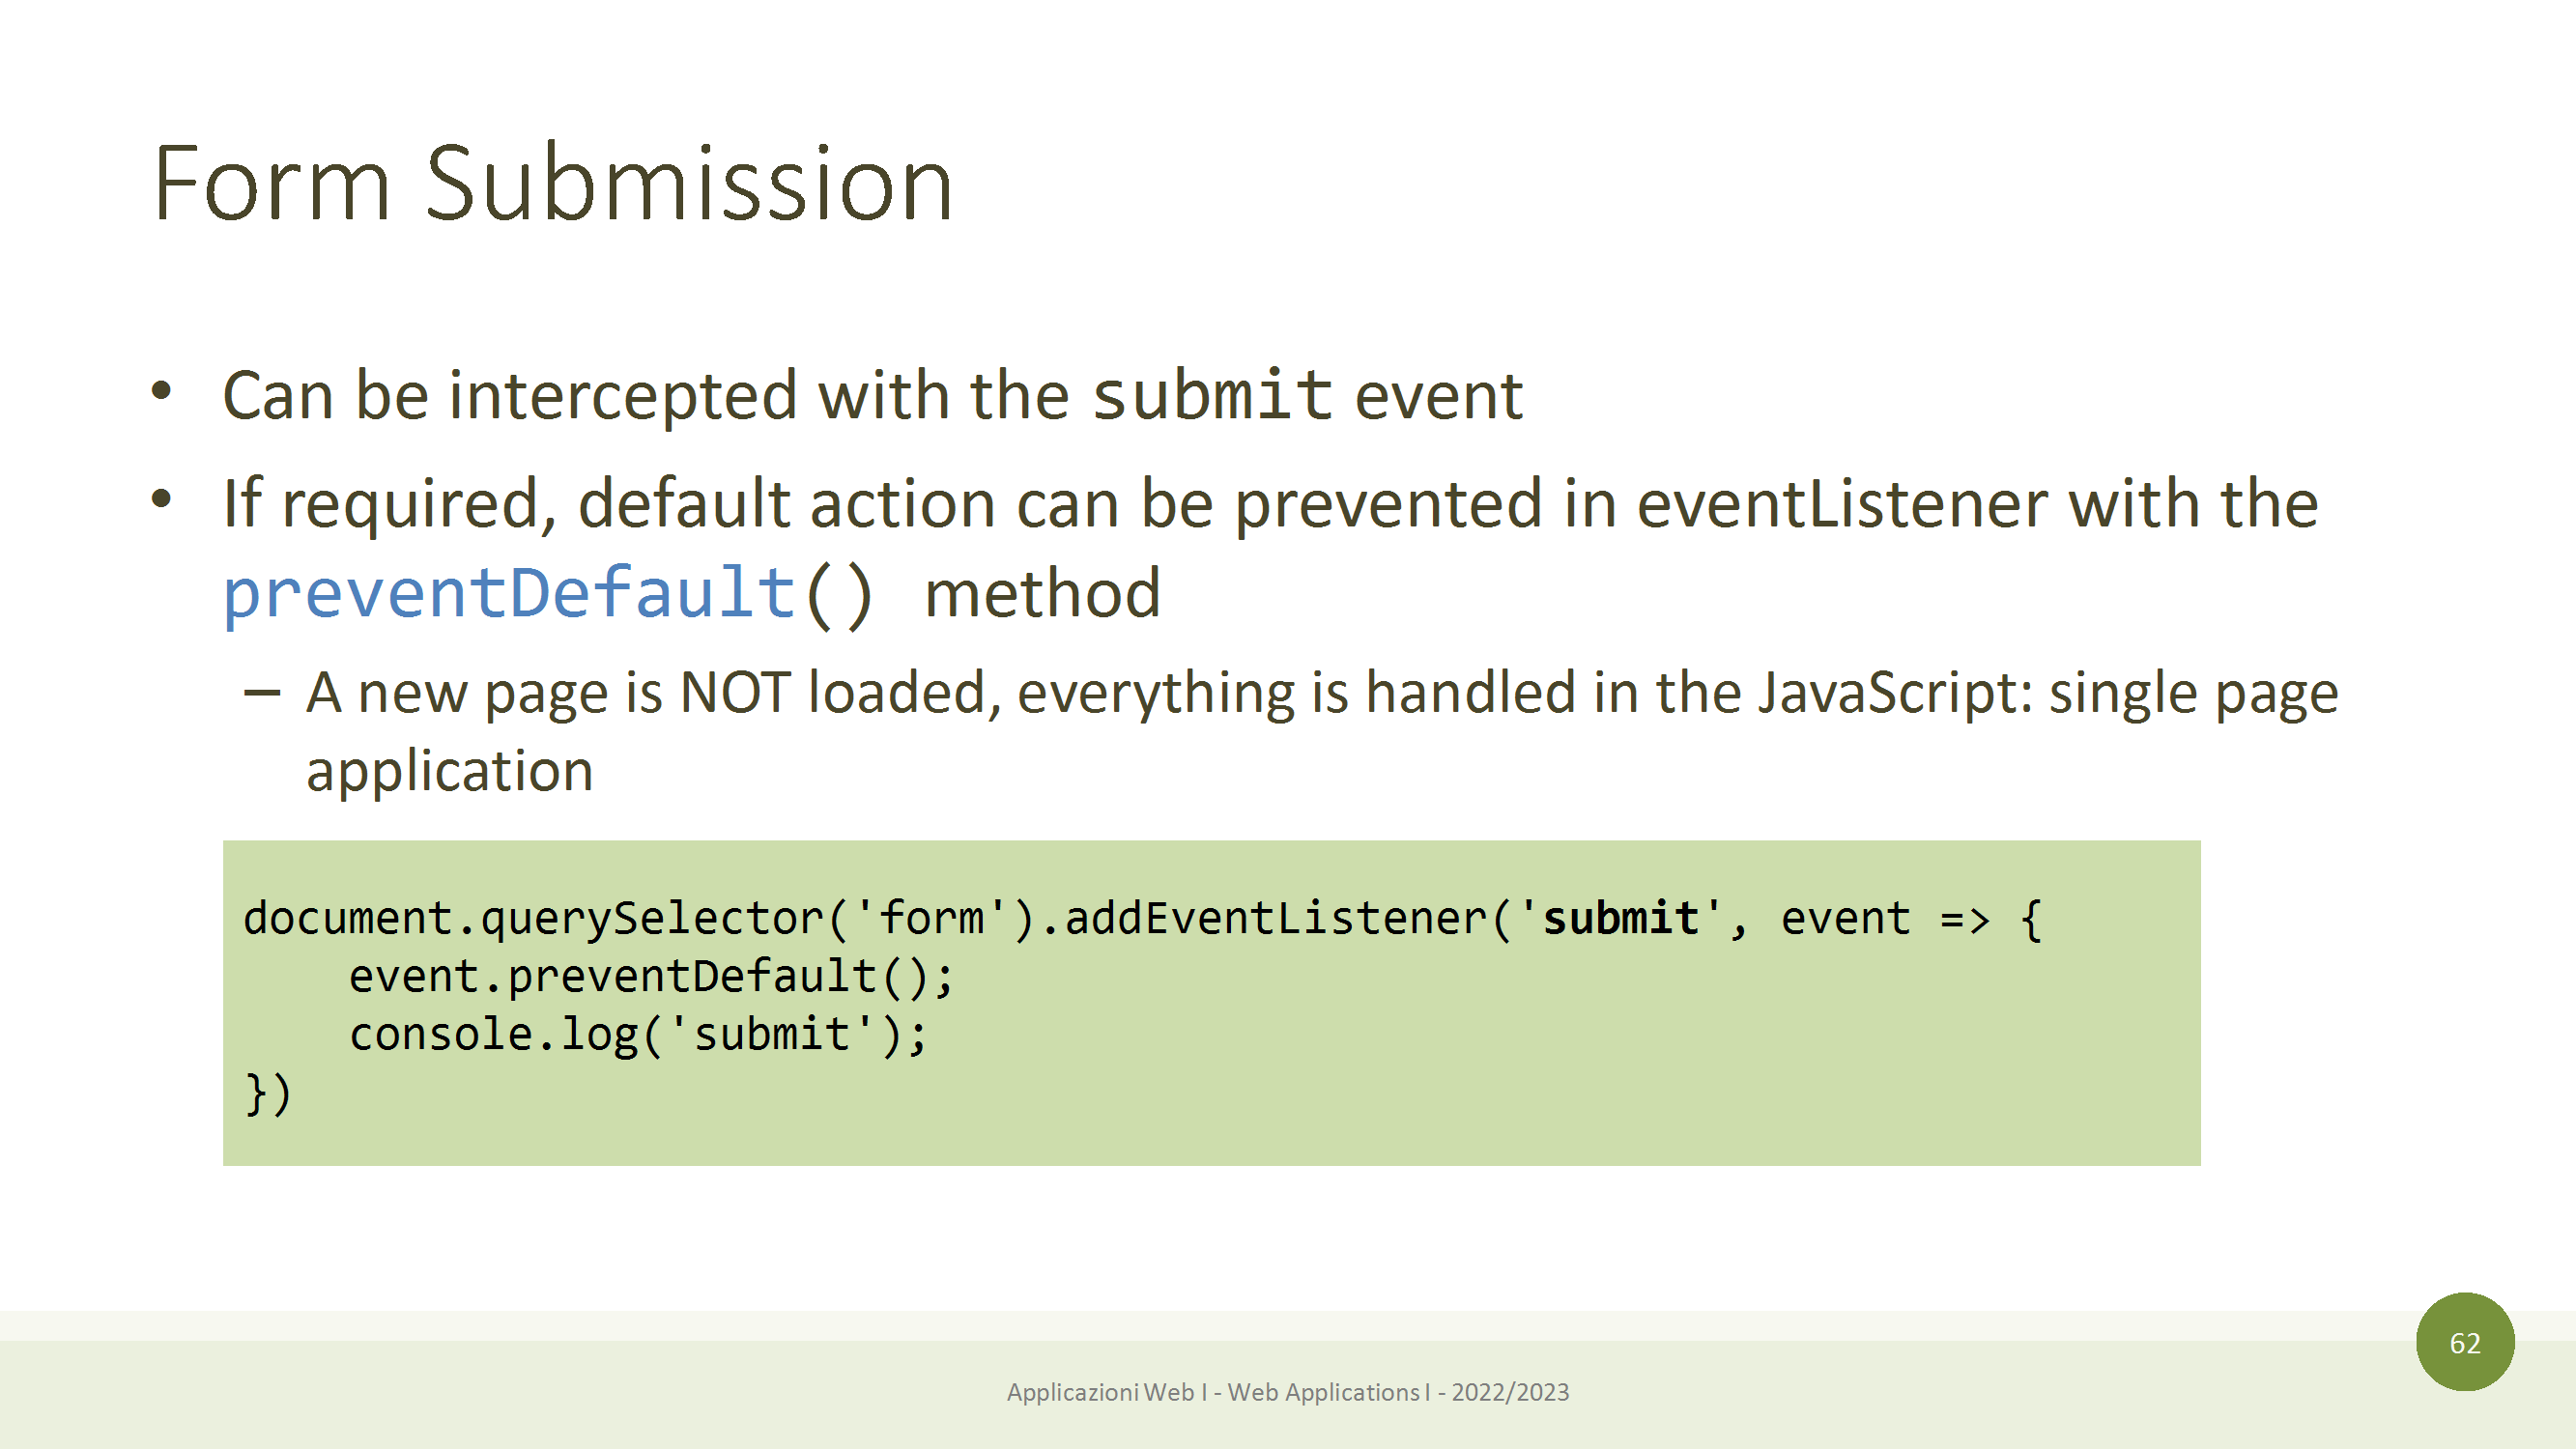 Form Submission
• Can be intercepted with the submit event
• If required, default action can be prevented in eventListener with the
preventDefault() method
– A new page is NOT loaded, everything is handled in the JavaScript: single page
application
document.querySelector('form').addEventListener('submit', event => {
    event.preventDefault();
    console.log('submit');
})
62
Applicazioni Web I - Web Applications I - 2022/2023